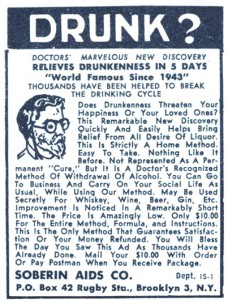 DRUNK?
DOCTORS' MARVELOUS NEW DISCOVERY
RELIEVES DRUNKENNESS IN 5 DAYS
"World Famous Since 1943"
THOUSANDS HAVE BEEN HELPED TO BREAK
THE DRINKING CYCLE
Does Drunkenness Threaten Your
Happiness Or Your Loved Ones?
This Remarkable New Discovery
Quickly And Easily Helps Bring
Relief From All Desire Of Liquor.
This Is Strictly A Home Method.
Easy To Take. Nothing Like It
Before. Not Represented As A Per-
manent "Cure," But It Is A Doctor's Recognized
Method Of Withdrawal Of Alcohol. You Can Go
To Business And Carry On Your Social Life As
Usual, While Using Our Method. May Be Used
Secretly For Whiskey, Wine, Beer, Gin, Etc.
Improvement Is Noticed In A Remarkably Short
Time. The Price Is Amazingly Low. Only $10.00
For The Entire Method, Formula, and Instructions.
This Is The Only Method That Guarantees Satisfac-
tion Or Your Money Refunded. You Will Bless
The Day You Saw This Ad As Thousands Have
Already Done. Mail Your $10.00 With Order
Or Pay Postman When You Receive Package.
SOBERIN AIDS CO. Dept. IS-1
P.O. Box 42 Rugby Sta., Brooklyn 3, N.Y.